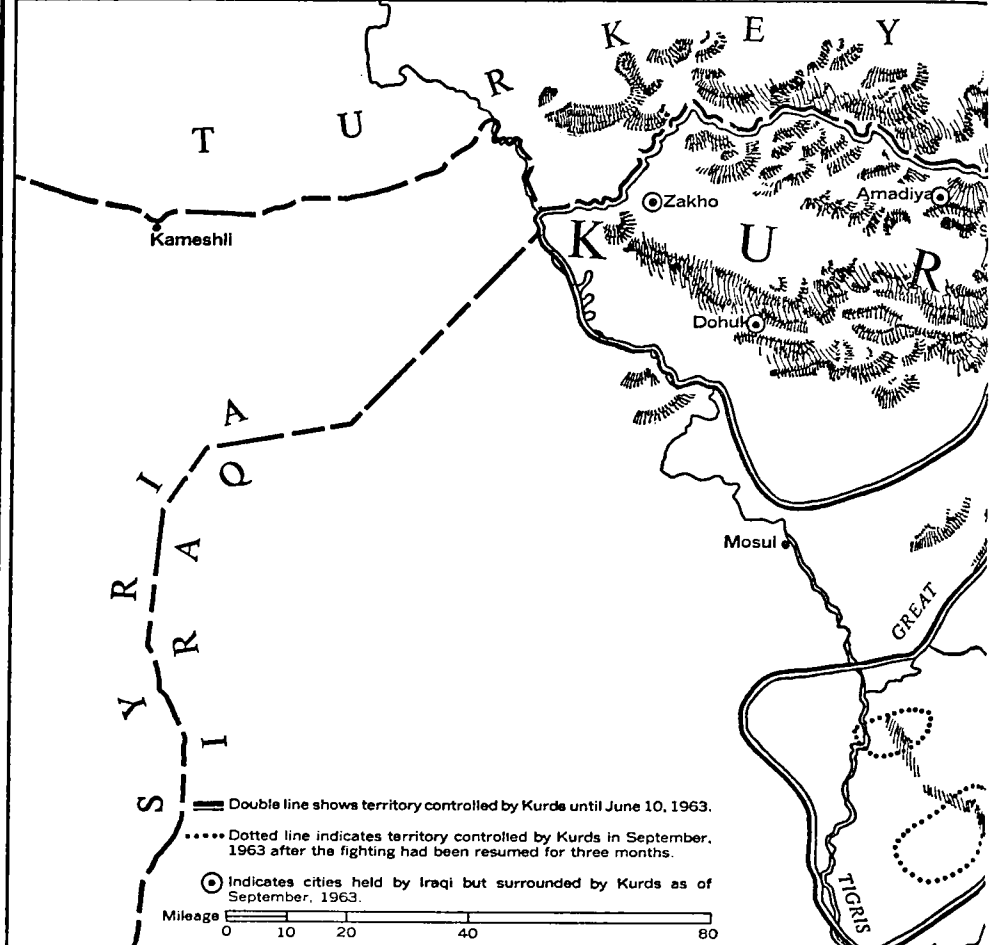 TURKEY
Kameshli
Zakho
Amadiya
KUR
Dohuk
SYRIA
IRAQ
Mosul
GREAT
Double line shows territory controlled by Kurds until June 10, 1963.
Dotted line indicates territory controlled by Kurds in September,
1963 after the fighting had been resumed for three months.
Indicates cities held by Iraqi but surrounded by Kurds as of
September, 1963.
TIGRIS
Mileage
0 10 20 40 80